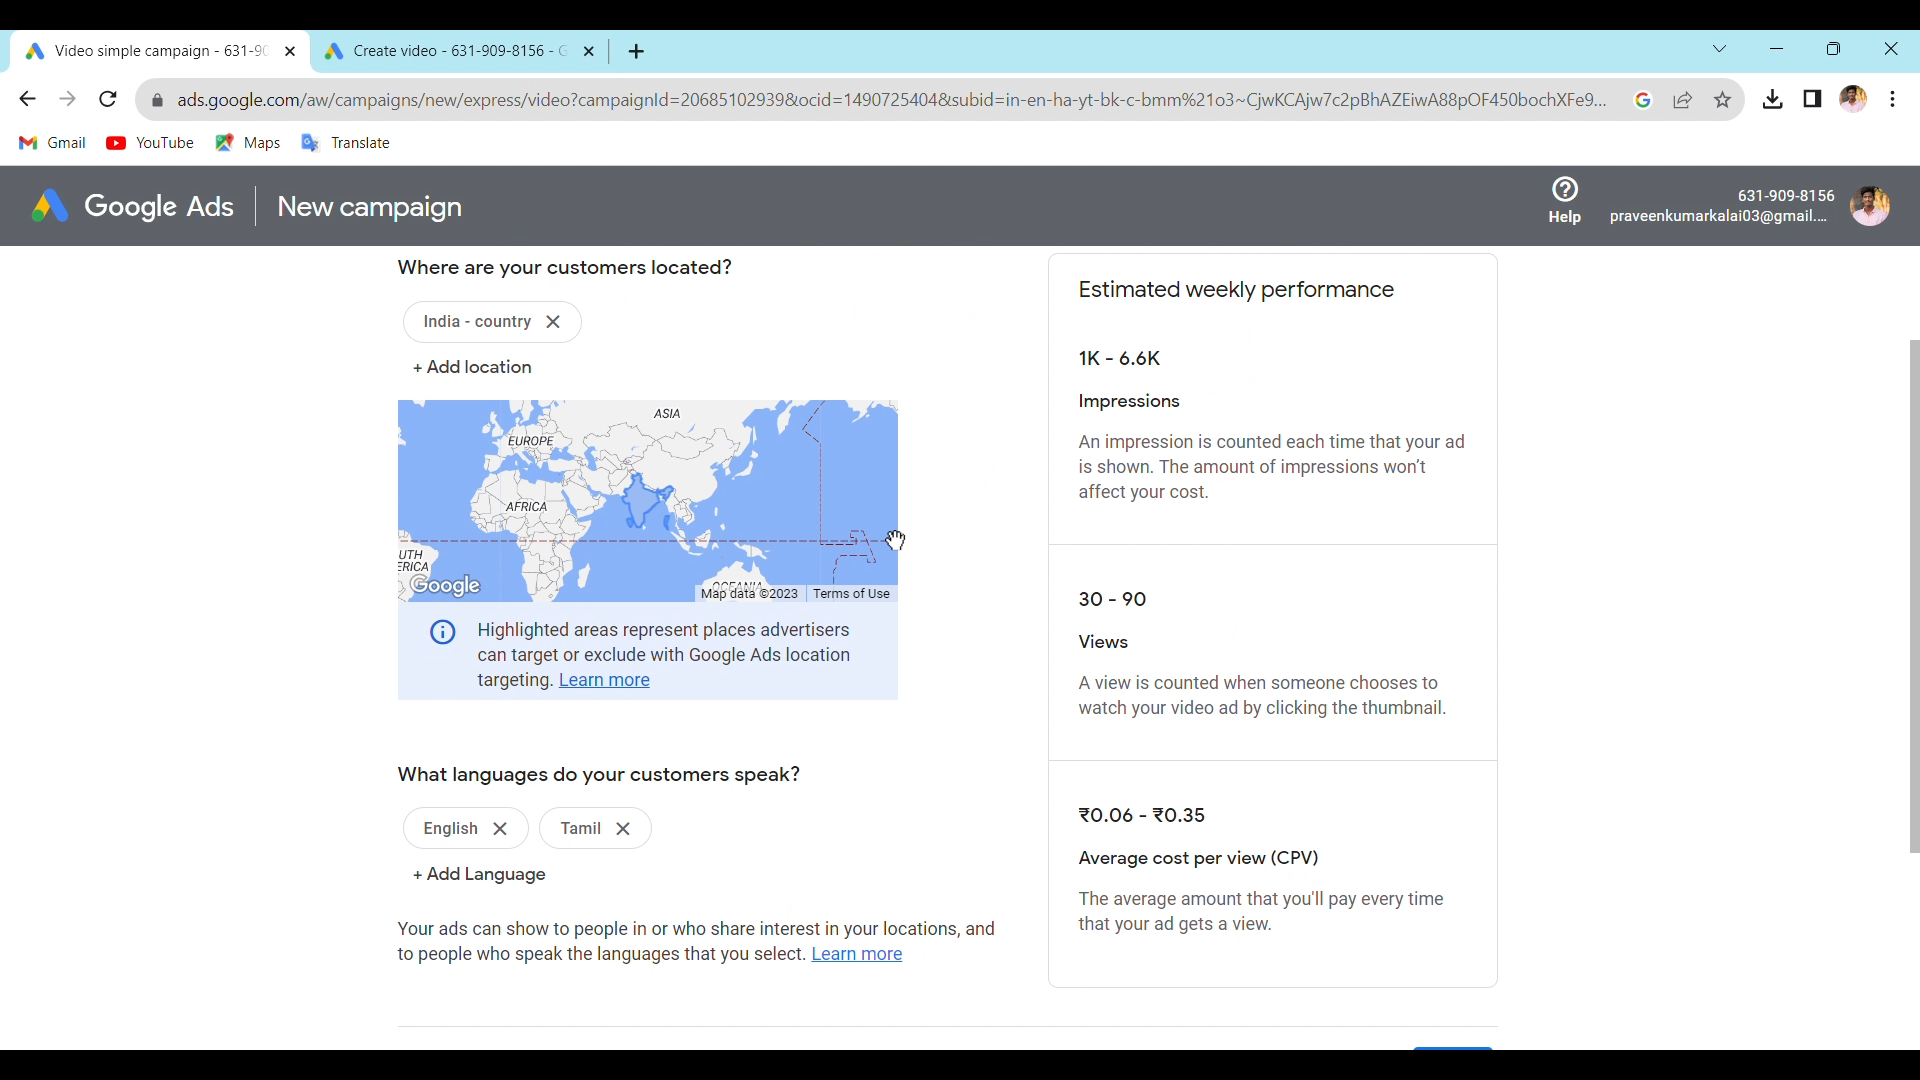 Video simple campaign - 631-90
Create video - 631-909-8156 - G
ads.google.com/aw/campaigns/new/express/video?campaignId=20685102939&ocid=1490725404&subid=in-en-ha-yt-bk-c-bmm%21o3~CjwKCAjw7c2pBhAZEiwA88pOF450bochXFe9...
Gmail
YouTube
Maps
Translate
Google Ads
New campaign
Help
631-909-8156
praveenkumarkalai03@gmail....
Where are your customers located?
India - country
+ Add location
ASIA
EUROPE
AFRICA
UTH
ERICA
OCEANIA
Google
Map data ©2023
Terms of Use
Highlighted areas represent places advertisers
can target or exclude with Google Ads location
targeting. Learn more
What languages do your customers speak?
English
Tamil
+ Add Language
Your ads can show to people in or who share interest in your locations, and
to people who speak the languages that you select. Learn more
Estimated weekly performance
1K - 6.6K
Impressions
An impression is counted each time that your ad
is shown. The amount of impressions won't
affect your cost.
30 - 90
Views
A view is counted when someone chooses to
watch your video ad by clicking the thumbnail.
₹0.06 - ₹0.35
Average cost per view (CPV)
The average amount that you'll pay every time
that your ad gets a view.